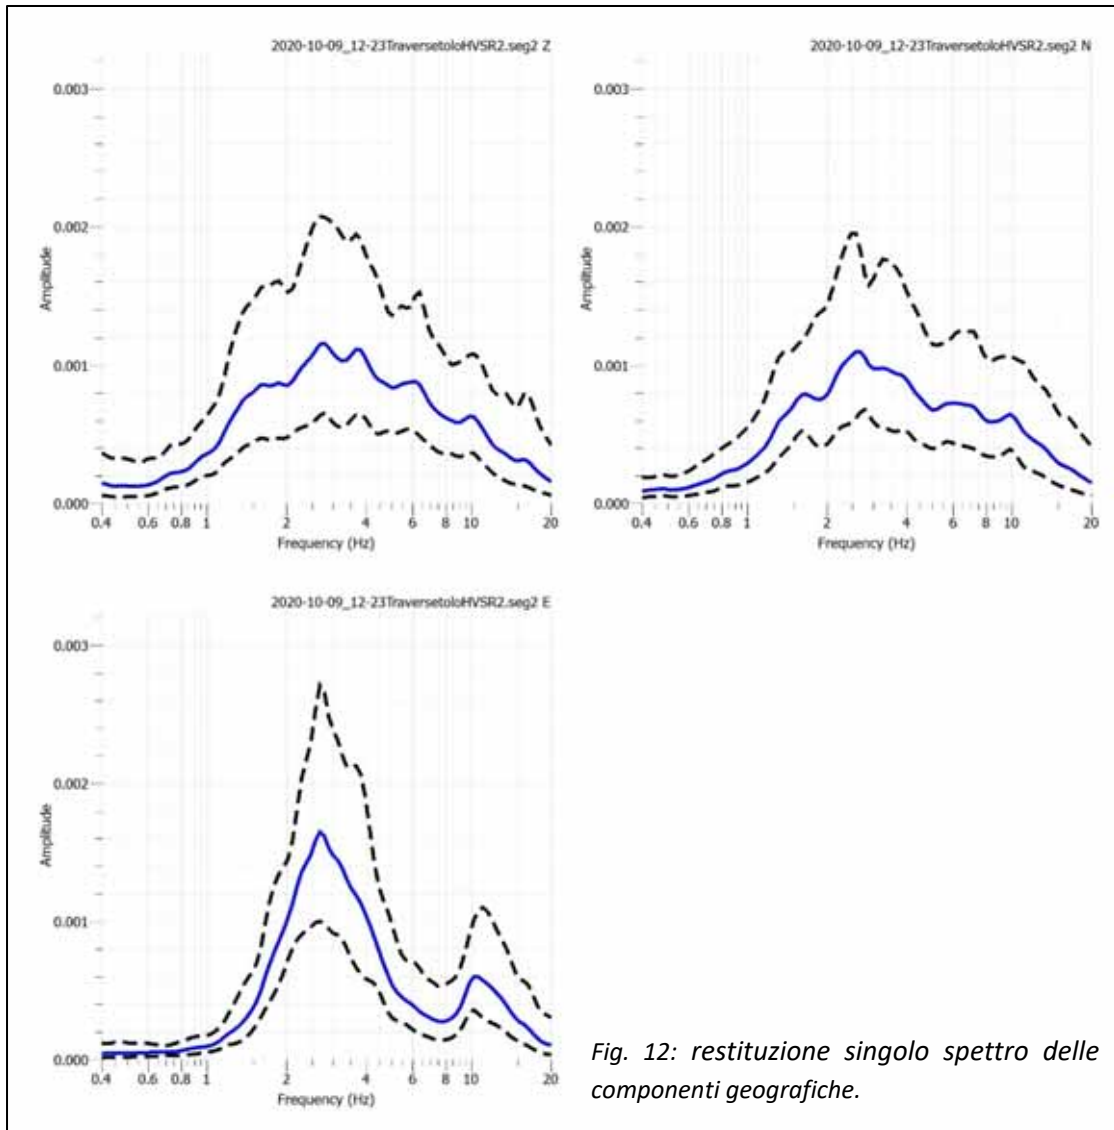 2020-10-09_12-23TraversetoloHVSR2.seg2 Z
0.003
0.002
0.001
0.000
Amplitude
0.4 0.6 0.8 1 2 4 6 8 10 20
Frequency (Hz)
2020-10-09_12-23TraversetoloHVSR2.seg2 N
0.003
0.002
0.001
0.000
Amplitude
0.4 0.6 0.8 1 2 4 6 8 10 20
Frequency (Hz)
2020-10-09_12-23TraversetoloHVSR2.seg2 E
0.003
0.002
0.001
0.000
Amplitude
0.4 0.6 0.8 1 2 4 6 8 10 20
Frequency (Hz)
Fig. 12: restituzione singolo spettro delle
componenti geografiche.